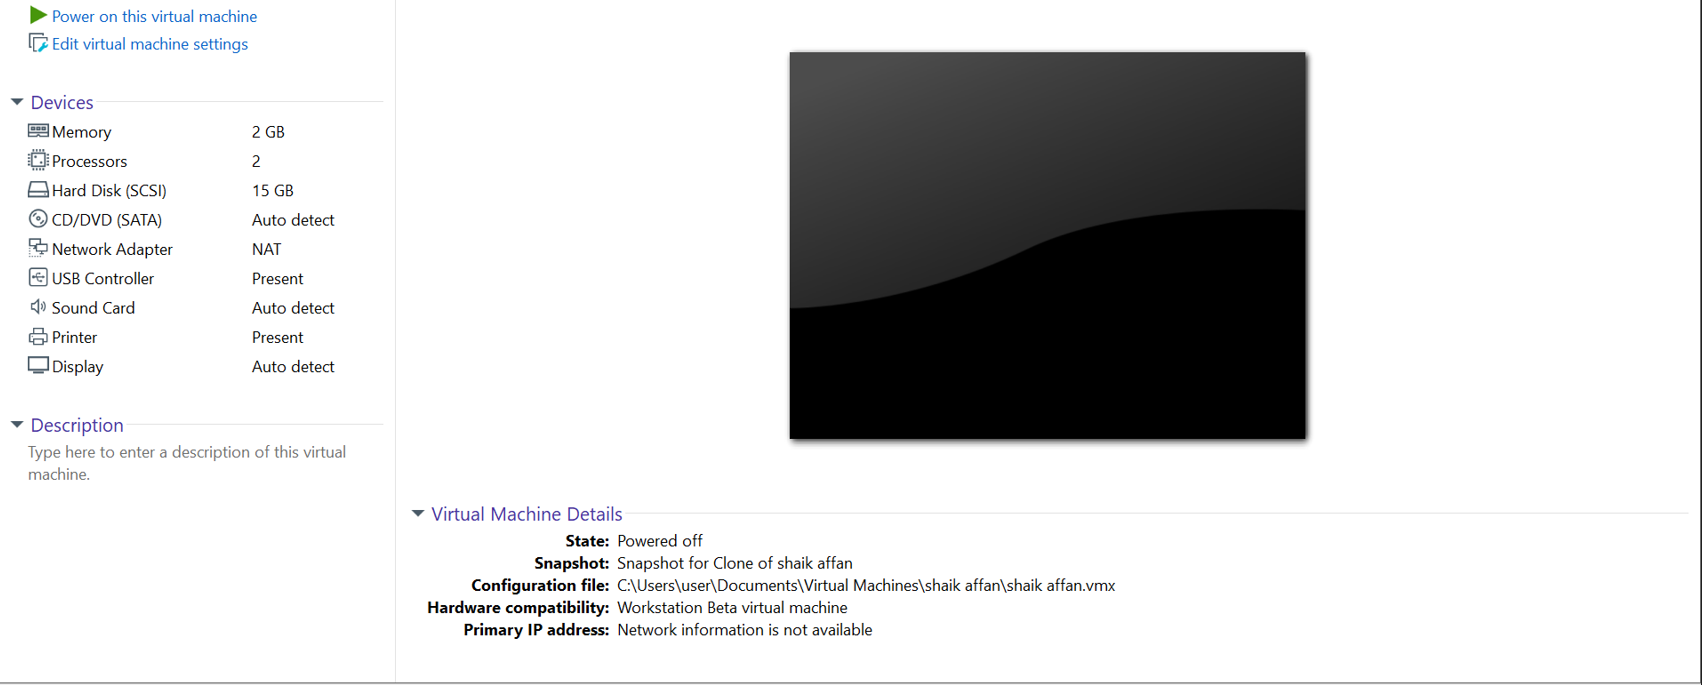 Power on this virtual machine
Edit virtual machine settings
Devices
Memory 2 GB
Processors 2
Hard Disk (SCSI) 15 GB
CD/DVD (SATA) Auto detect
Network Adapter NAT
USB Controller Present
Sound Card Auto detect
Printer Present
Display Auto detect
Description
Type here to enter a description of this virtual
machine.
Virtual Machine Details
State: Powered off
Snapshot: Snapshot for Clone of shaik affan
Configuration file: C:\Users\user\Documents\Virtual Machines\shaik affan\shaik affan.vmx
Hardware compatibility: Workstation Beta virtual machine
Primary IP address: Network information is not available